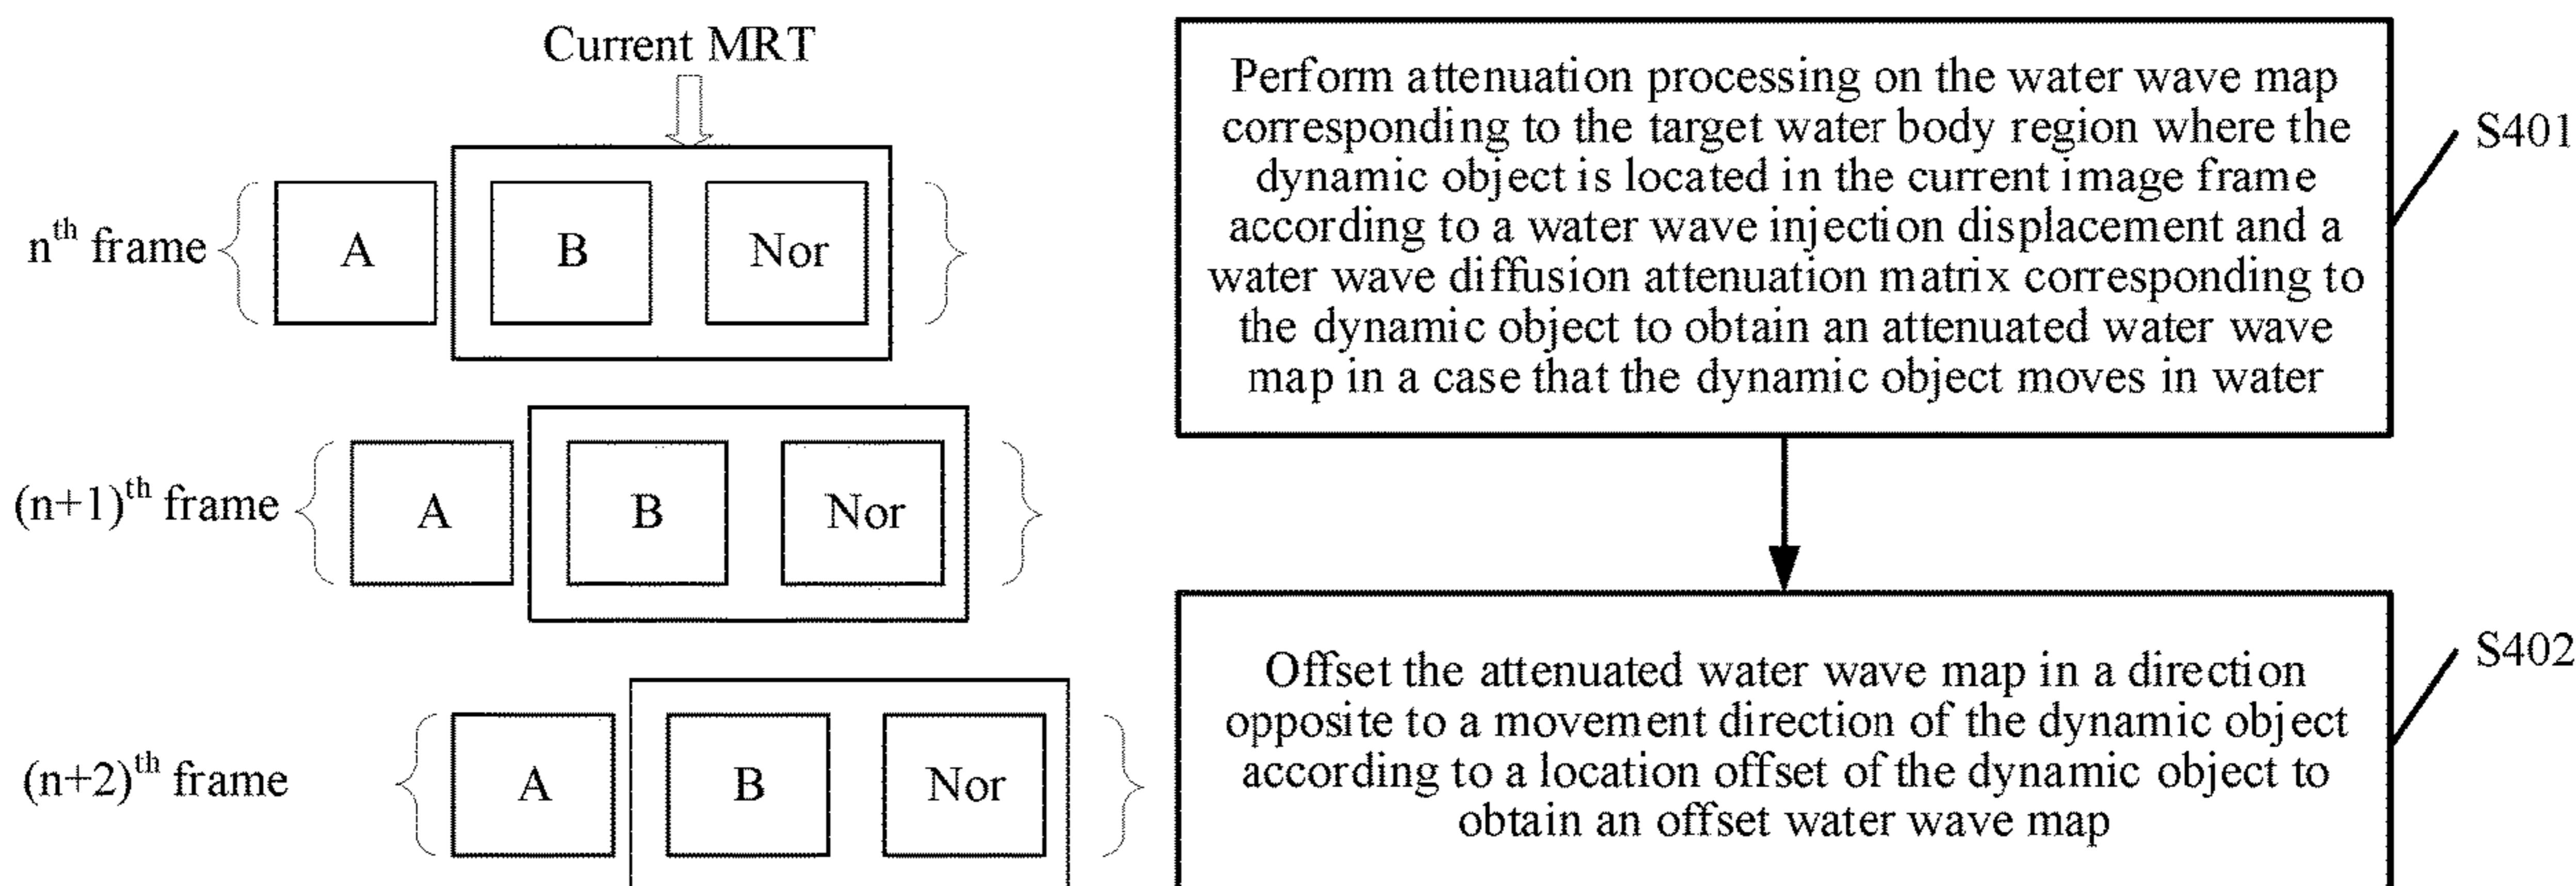 Current MRT
nth frame
A
B
Nor
(n+1)th frame
A
B
Nor
(n+2)th frame
A
B
Nor
Perform attenuation processing on the water wave map
corresponding to the target water body region where the
dynamic object is located in the current image frame
according to a water wave injection displacement and a
water wave diffusion attenuation matrix corresponding to
the dynamic object to obtain an attenuated water wave
map in a case that the dynamic object moves in water
S401
Offset the attenuated water wave map in a direction
opposite to a movement direction of the dynamic object
according to a location offset of the dynamic object to
obtain an offset water wave map
S402